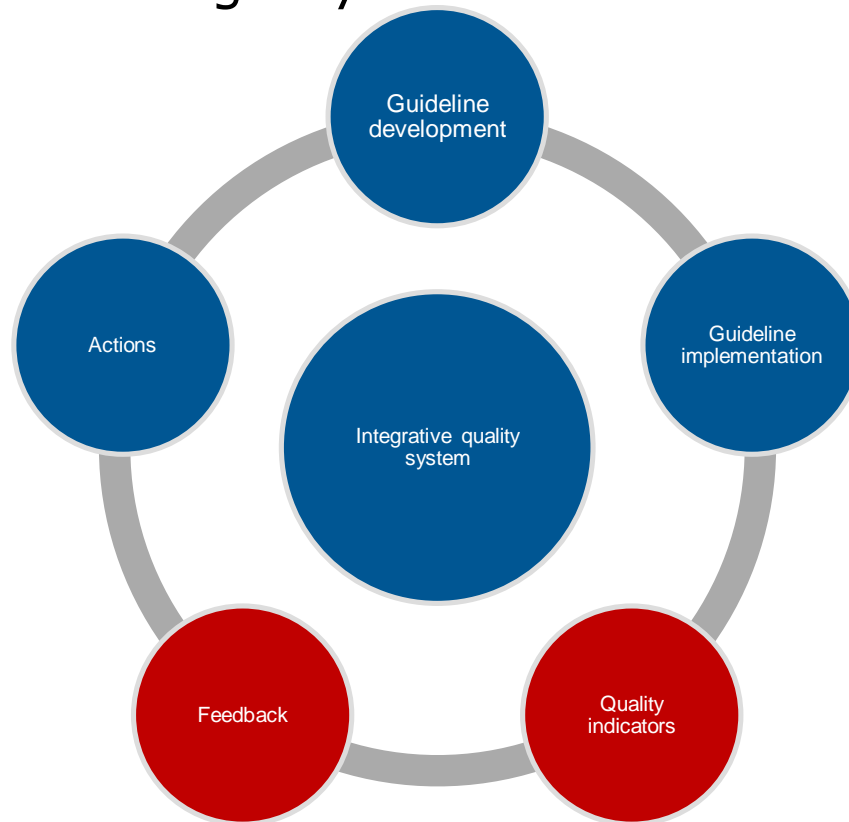 Guideline
development
Guideline
implementation
Actions
Integrative quality
system
Feedback
Quality
indicators